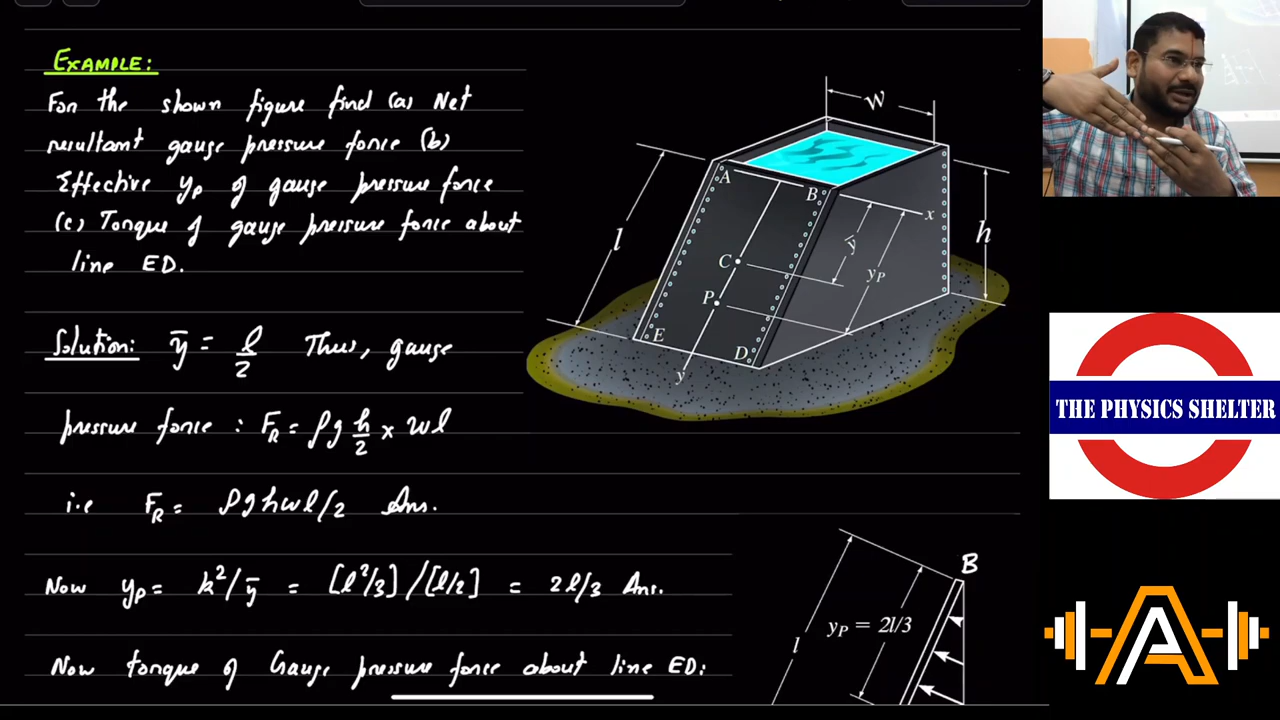 EXAMPLE:
For the shown figure find (a) Net
resultant gauge pressure force (b)
Effective yP of gauge pressure force
(c) Torque of gauge pressure force about
line ED.
Solution: ȳ = l/2 Thus, gauge
pressure force : FR = ρg h/2 × wl
i.e FR = ρghwl/2 Ans.
Now yP = k²/ȳ = [l²/3]/[l/2] = 2l/3 Ans.
Now torque of Gauge pressure force about line ED:
w
A
B
x
l
h
ȳ
C
yP
P
E
D
y
B
yP = 2l/3
l
THE PHYSICS SHELTER
A